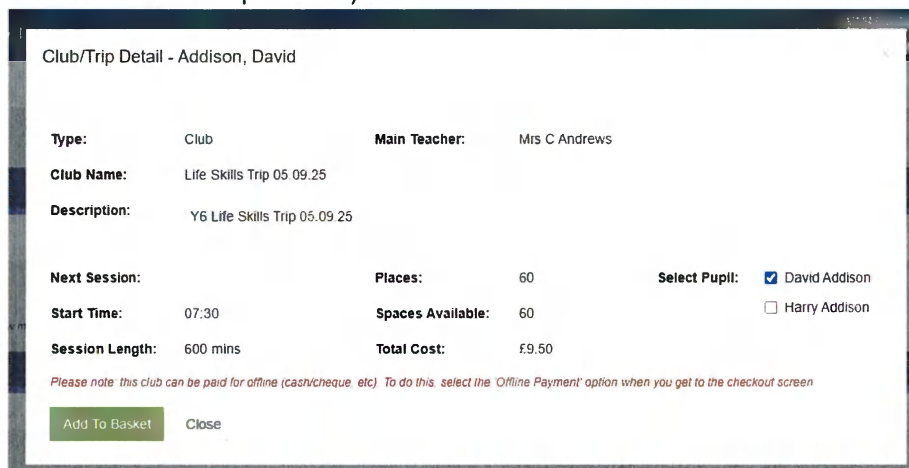 Club/Trip Detail - Addison, David
Type: Club Main Teacher: Mrs C Andrews
Club Name: Life Skills Trip 05.09.25
Description: Y6 Life Skills Trip 05.09.25
Next Session: Places: 60 Select Pupil: David Addison
Harry Addison
Start Time: 07:30 Spaces Available: 60
Session Length: 600 mins Total Cost: £9.50
Please note: this club can be paid for offline (cash/cheque, etc). To do this, select the 'Offline Payment' option when you get to the checkout screen
Add To Basket Close